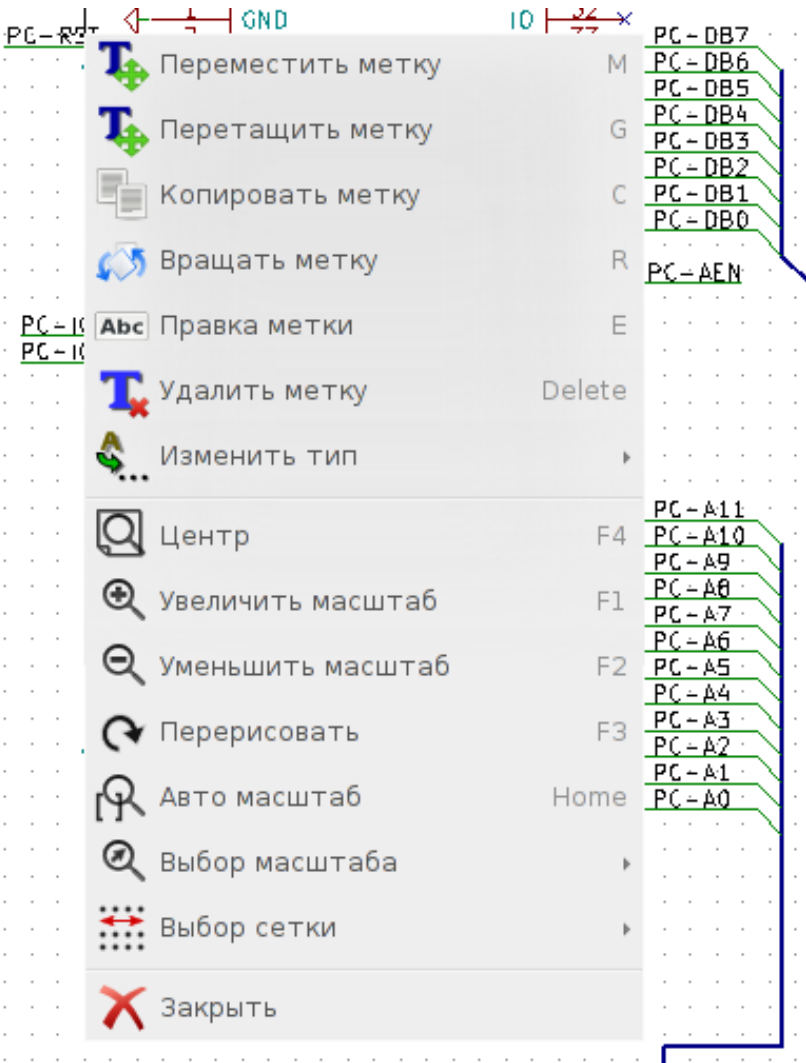 GND
IO
PC-DB7
PC-DB6
PC-DB5
PC-DB4
PC-DB3
PC-DB2
PC-DB1
PC-DB0
PC-AEN
Переместить метку M
Перетащить метку G
Копировать метку C
Вращать метку R
Abc Правка метки E
Удалить метку Delete
Изменить тип
Центр F4
Увеличить масштаб F1
Уменьшить масштаб F2
Перерисовать F3
Авто масштаб Home
Выбор масштаба
Выбор сетки
Закрыть
PC-A11
PC-A10
PC-A9
PC-A8
PC-A7
PC-A6
PC-A5
PC-A4
PC-A3
PC-A2
PC-A1
PC-A0